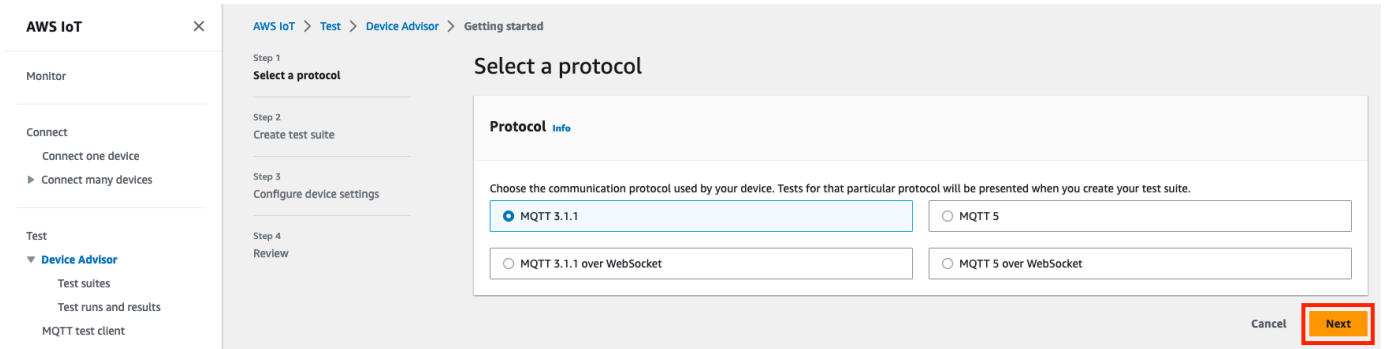 AWS IoT
Monitor
Connect
Connect one device
Connect many devices
Test
Device Advisor
Test suites
Test runs and results
MQTT test client
AWS IoT > Test > Device Advisor > Getting started
Step 1
Select a protocol
Step 2
Create test suite
Step 3
Configure device settings
Step 4
Review
Select a protocol
Protocol Info
Choose the communication protocol used by your device. Tests for that particular protocol will be presented when you create your test suite.
MQTT 3.1.1
MQTT 5
MQTT 3.1.1 over WebSocket
MQTT 5 over WebSocket
Cancel
Next